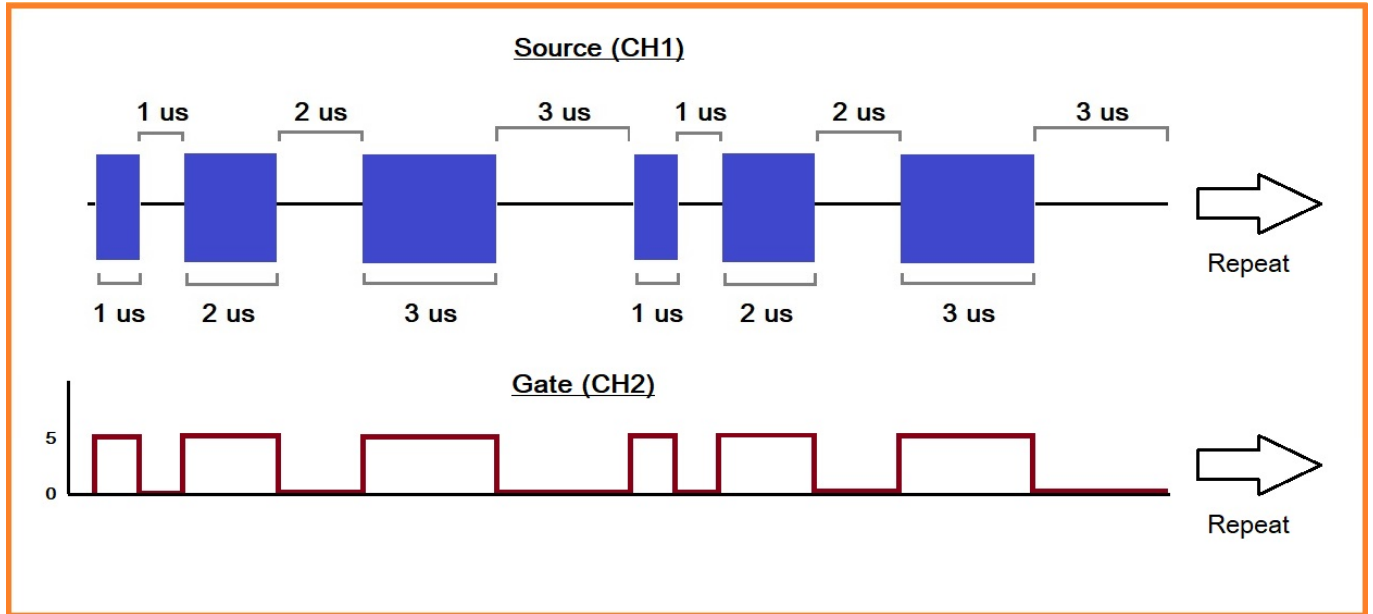 Source (CH1)
1 us 2 us 3 us 1 us 2 us 3 us
Repeat
1 us 2 us 3 us 1 us 2 us 3 us
Gate (CH2)
5
0
Repeat